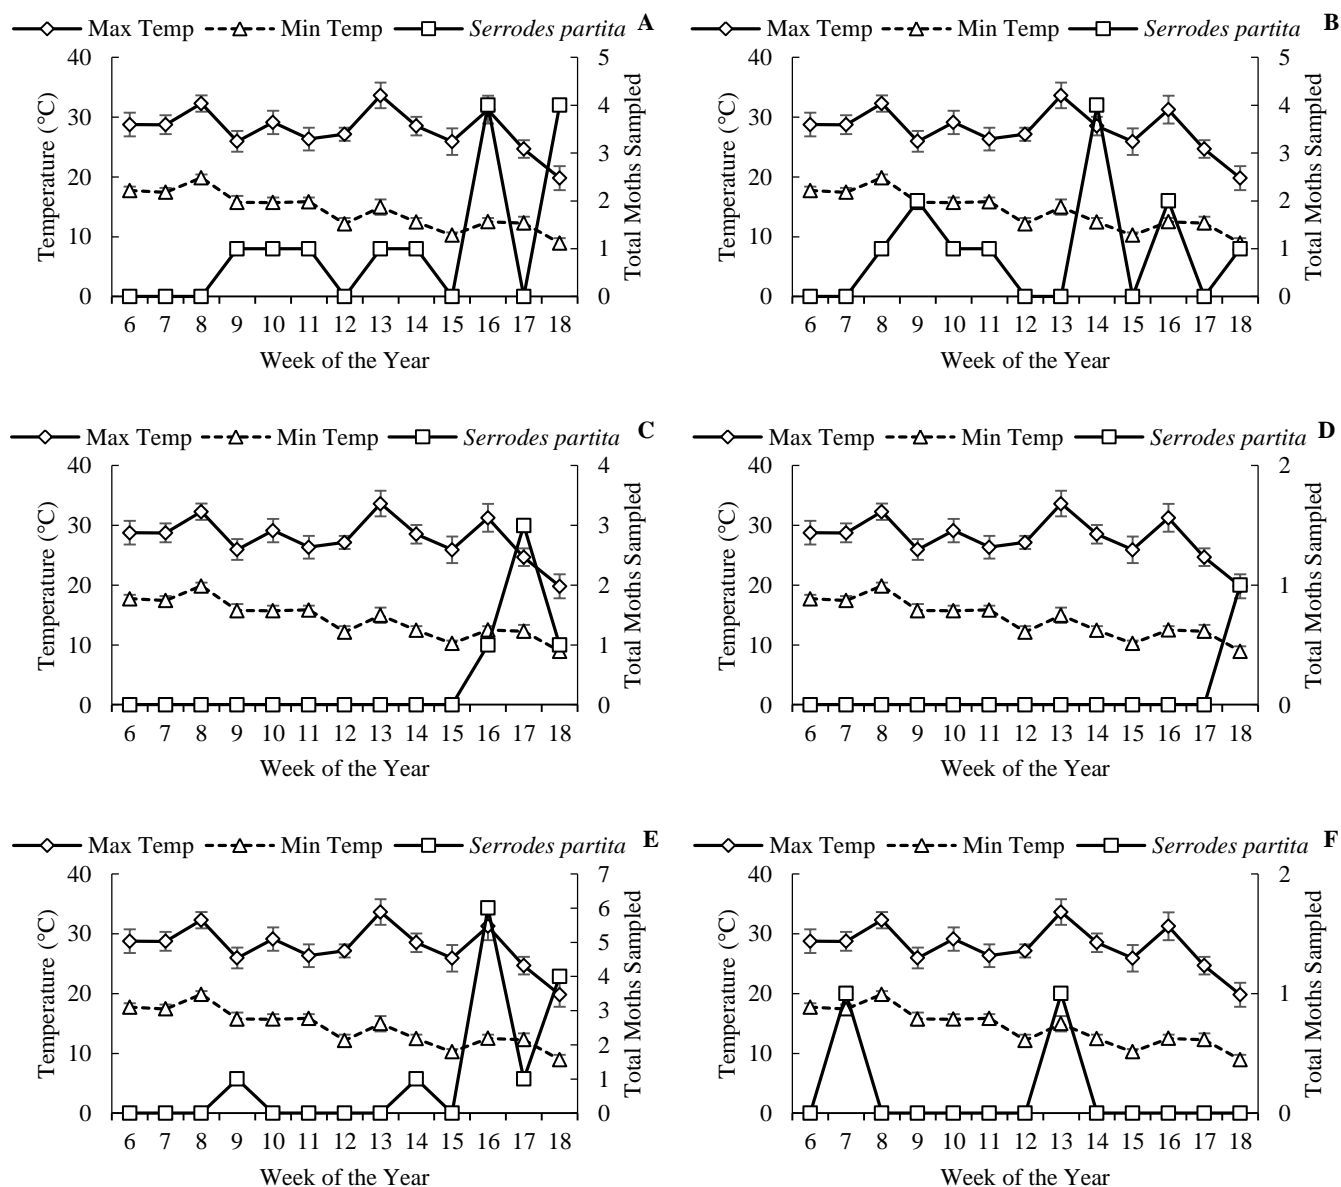 Max Temp Min Temp Serrodes partita A
40 5
30 4
20 3
10 2
0 1
0
6 7 8 9 10 11 12 13 14 15 16 17 18
Temperature (°C)
Total Moths Sampled
Week of the Year
Max Temp Min Temp Serrodes partita B
40 5
30 4
20 3
10 2
0 1
0
6 7 8 9 10 11 12 13 14 15 16 17 18
Temperature (°C)
Total Moths Sampled
Week of the Year
Max Temp Min Temp Serrodes partita C
40 4
30 3
20 2
10 1
0 0
6 7 8 9 10 11 12 13 14 15 16 17 18
Temperature (°C)
Total Moths Sampled
Week of the Year
Max Temp Min Temp Serrodes partita D
40 2
30
20 1
10
0 0
6 7 8 9 10 11 12 13 14 15 16 17 18
Temperature (°C)
Total Moths Sampled
Week of the Year
Max Temp Min Temp Serrodes partita E
40 7
30 6
20 5
10 4
0 3
2
1
0
6 7 8 9 10 11 12 13 14 15 16 17 18
Temperature (°C)
Total Moths Sampled
Week of the Year
Max Temp Min Temp Serrodes partita F
40 2
30
20 1
10
0 0
6 7 8 9 10 11 12 13 14 15 16 17 18
Temperature (°C)
Total Moths Sampled
Week of the Year